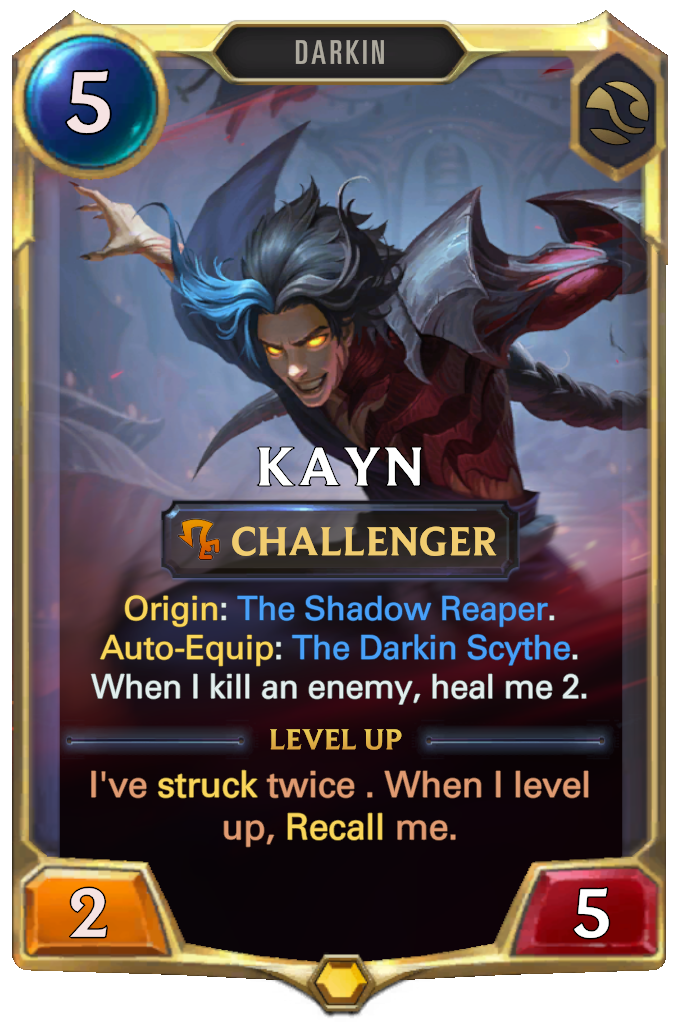 DARKIN
5
KAYN
CHALLENGER
Origin: The Shadow Reaper.
Auto-Equip: The Darkin Scythe.
When I kill an enemy, heal me 2.
LEVEL UP
I've struck twice . When I level
up, Recall me.
2
5